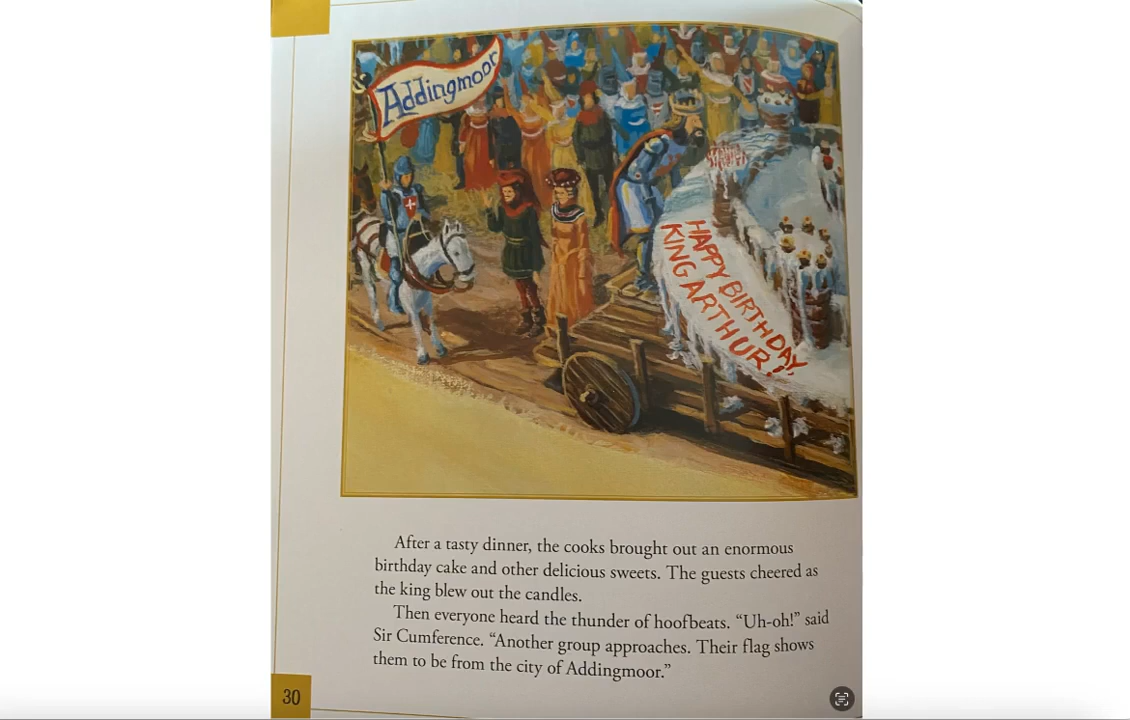 Addingmoor
HAPPY BIRTHDAY,
KING ARTHUR!
After a tasty dinner, the cooks brought out an enormous
birthday cake and other delicious sweets. The guests cheered as
the king blew out the candles.
Then everyone heard the thunder of hoofbeats. “Uh-oh!” said
Sir Cumference. “Another group approaches. Their flag shows
them to be from the city of Addingmoor.”
30